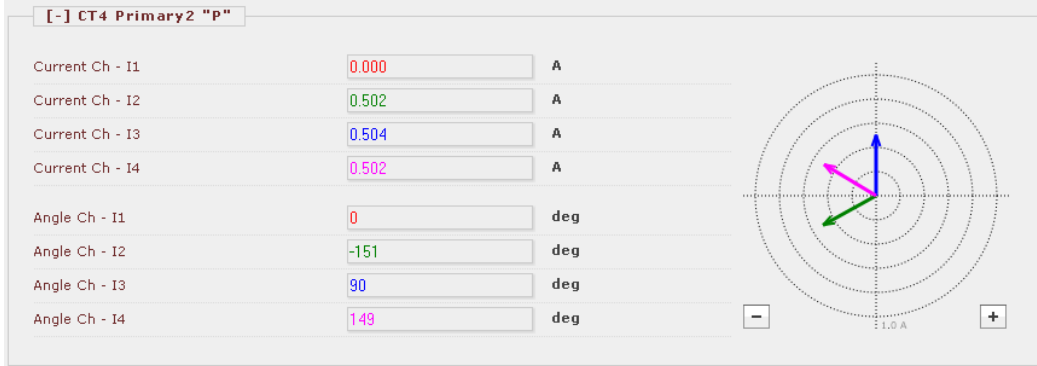 [-] CT4 Primary2 "P"
Current Ch - I1 0.000 A
Current Ch - I2 0.502 A
Current Ch - I3 0.504 A
Current Ch - I4 0.502 A
Angle Ch - I1 0 deg
Angle Ch - I2 -151 deg
Angle Ch - I3 90 deg
Angle Ch - I4 149 deg
− 1.0 A +